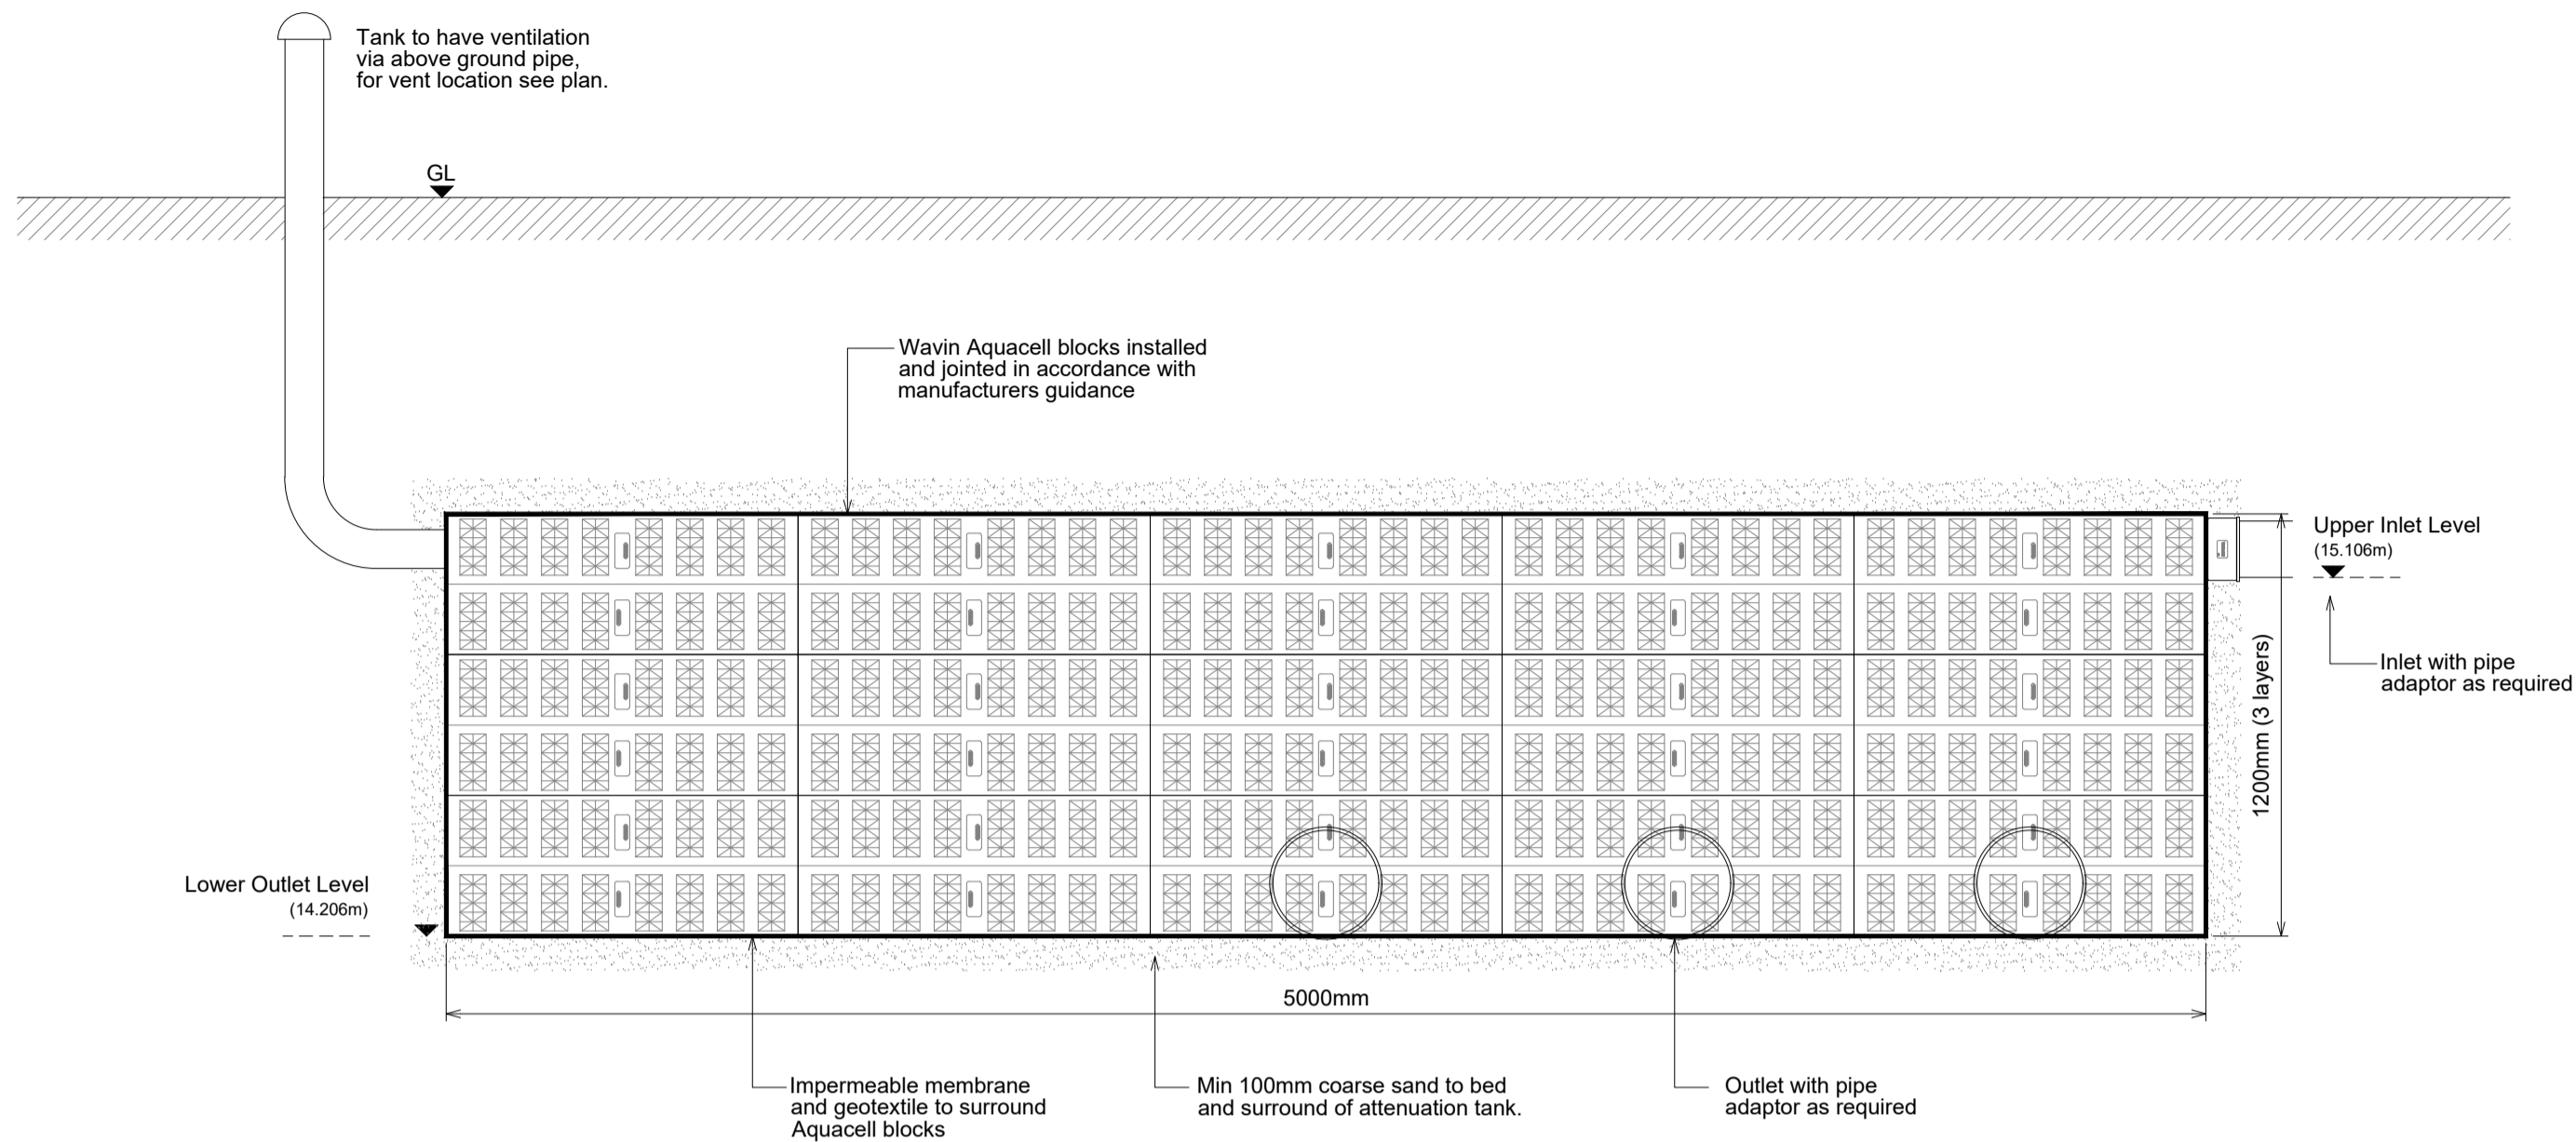 Tank to have ventilation
via above ground pipe,
for vent location see plan.
GL
Wavin Aquacell blocks installed
and jointed in accordance with
manufacturers guidance
Upper Inlet Level
(15.106m)
Inlet with pipe
adaptor as required
1200mm (3 layers)
Lower Outlet Level
(14.206m)
5000mm
Impermeable membrane
and geotextile to surround
Aquacell blocks
Min 100mm coarse sand to bed
and surround of attenuation tank.
Outlet with pipe
adaptor as required